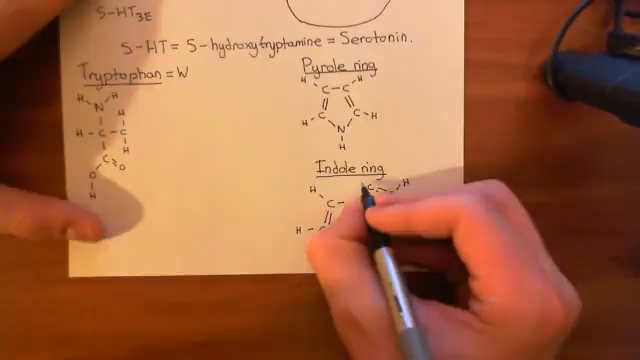 5-HT3E
5-HT = 5-hydroxytryptamine = Serotonin.
Tryptophan = W
Pyrole ring
H H
N H
H-C-C-H
H
C=O
O
H
H H
C-C
C C
H H
N
H
Indole ring
H C H
C
H-